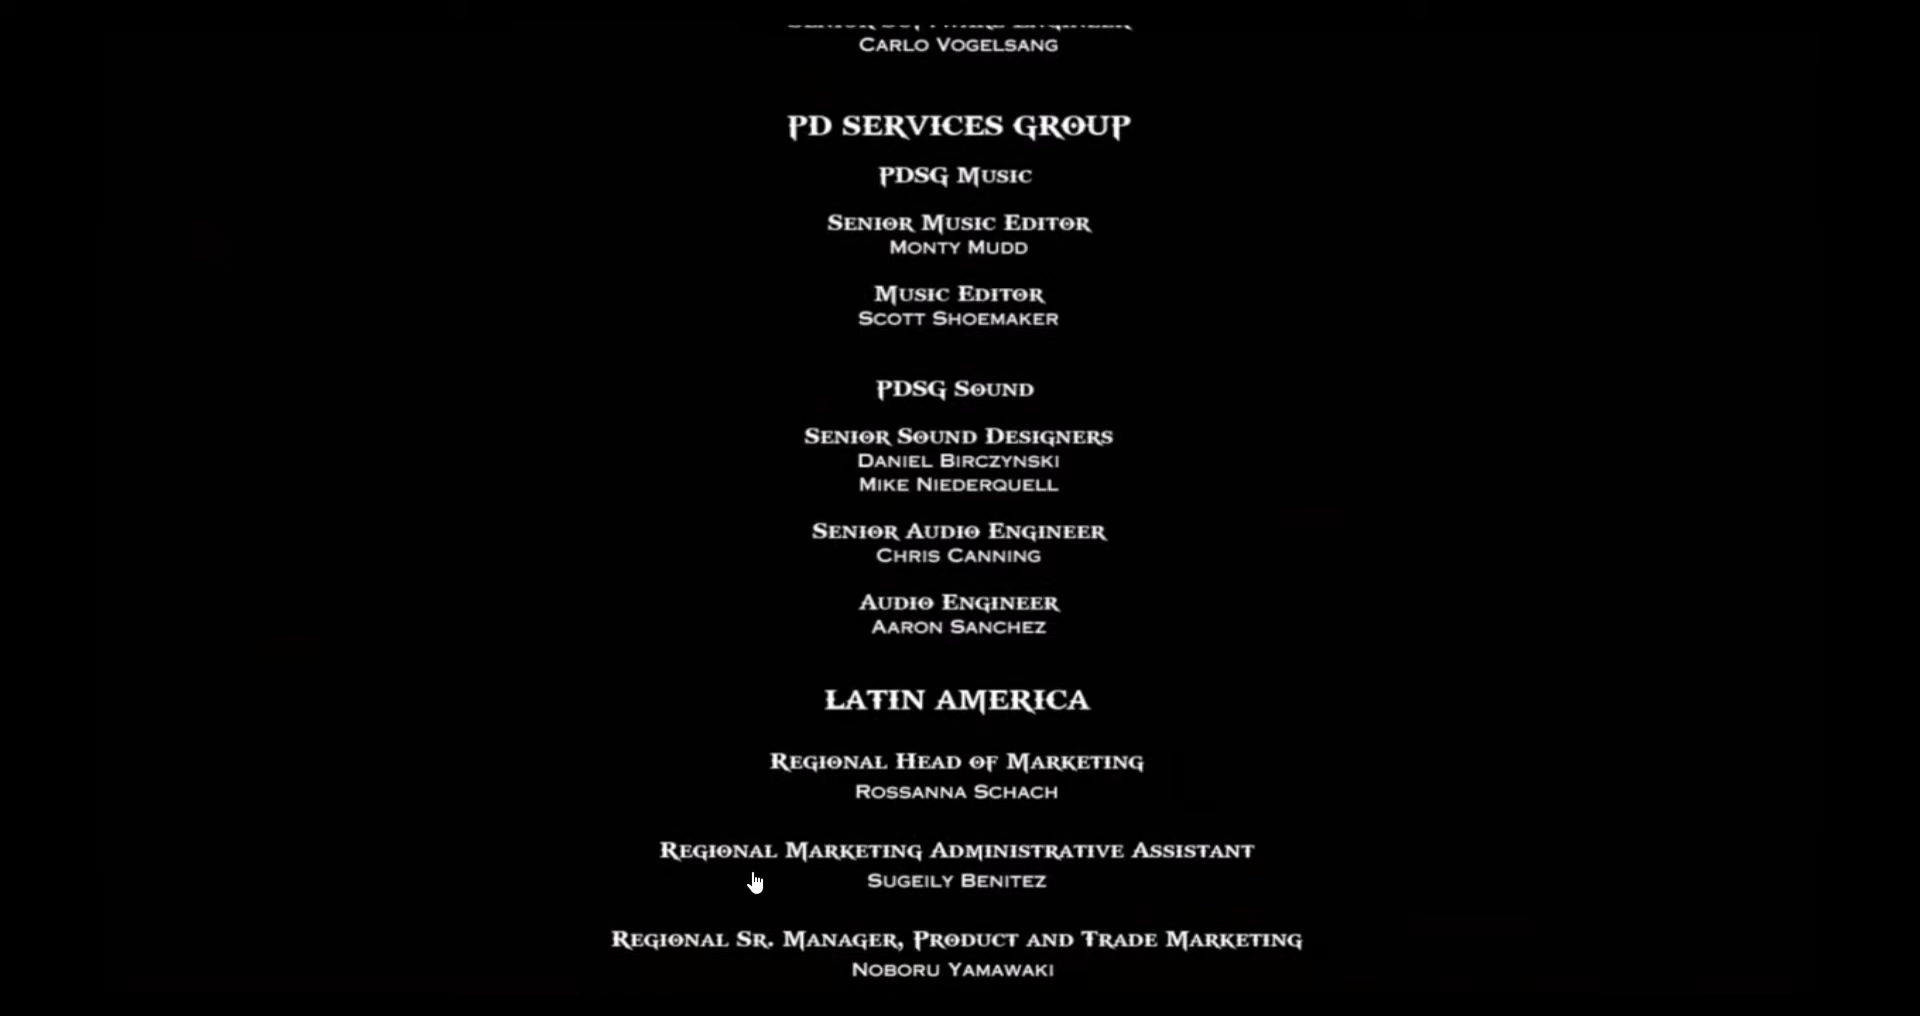 SENIOR SOFTWARE ENGINEER
CARLO VOGELSANG
PD SERVICES GROUP
PDSG MUSIC
SENIOR MUSIC EDITOR
MONTY MUDD
MUSIC EDITOR
SCOTT SHOEMAKER
PDSG SOUND
SENIOR SOUND DESIGNERS
DANIEL BIRCZYNSKI
MIKE NIEDERQUELL
SENIOR AUDIO ENGINEER
CHRIS CANNING
AUDIO ENGINEER
AARON SANCHEZ
LATIN AMERICA
REGIONAL HEAD OF MARKETING
ROSSANNA SCHACH
REGIONAL MARKETING ADMINISTRATIVE ASSISTANT
SUGEILY BENITEZ
REGIONAL SR. MANAGER, PRODUCT AND TRADE MARKETING
NOBORU YAMAWAKI